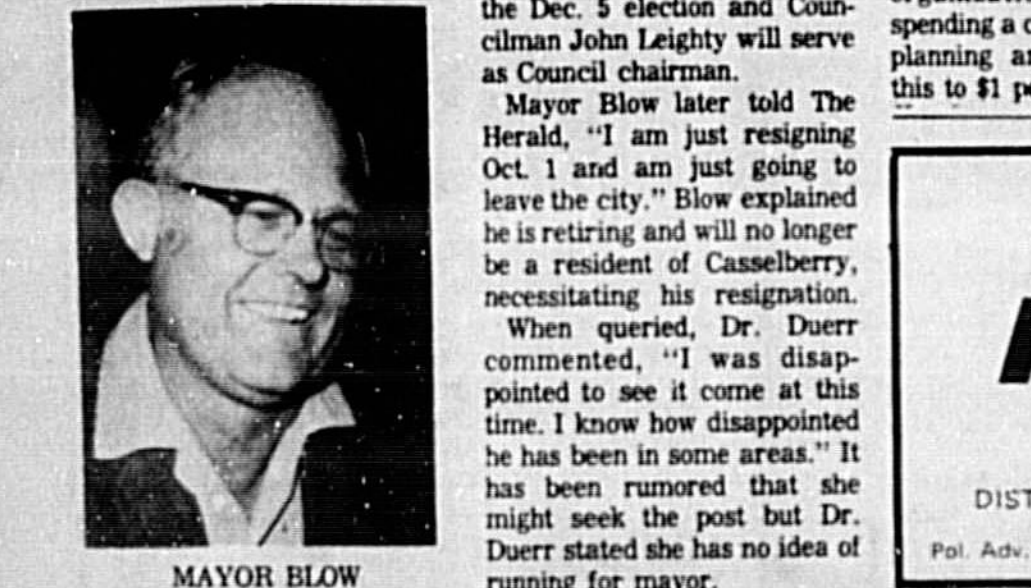 MAYOR BLOW
the Dec. 5 election and Coun-
cilman John Leighty will serve
as Council chairman.
Mayor Blow later told The
Herald, "I am just resigning
Oct. 1 and am just going to
leave the city." Blow explained
he is retiring and will no longer
be a resident of Casselberry,
necessitating his resignation.
When queried, Dr. Duerr
commented, "I was disap-
pointed to see it come at this
time. I know how disappointed
he has been in some areas." It
has been rumored that she
might seek the post but Dr.
Duerr stated she has no idea of
running for mayor.
spending a
planning
this to $1
DIST
Pol. Adv.